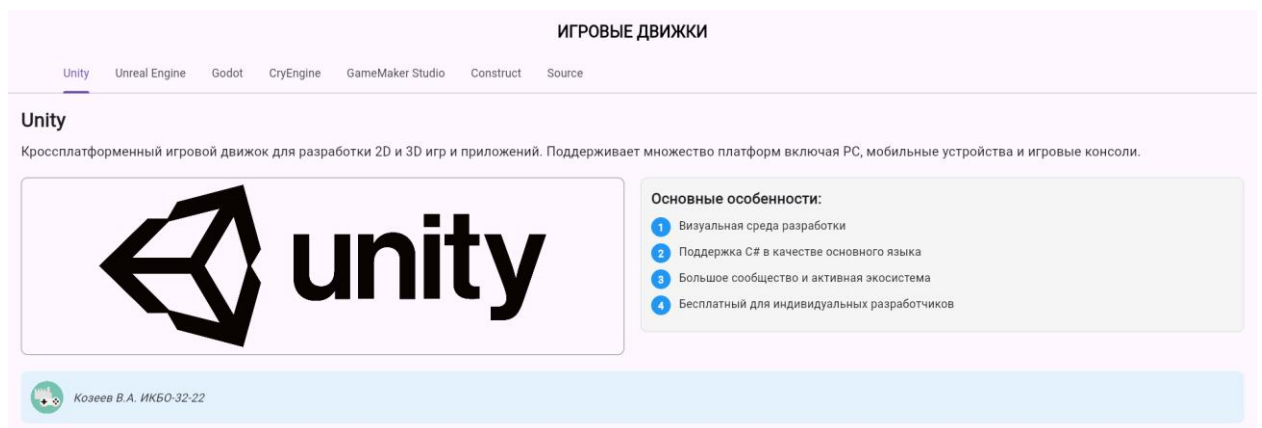 ИГРОВЫЕ ДВИЖКИ
Unity Unreal Engine Godot CryEngine GameMaker Studio Construct Source
Unity
Кроссплатформенный игровой движок для разработки 2D и 3D игр и приложений. Поддерживает множество платформ включая PC, мобильные устройства и игровые консоли.
unity
Основные особенности:
1 Визуальная среда разработки
2 Поддержка C# в качестве основного языка
3 Большое сообщество и активная экосистема
4 Бесплатный для индивидуальных разработчиков
Козеев В.А. ИКБО-32-22